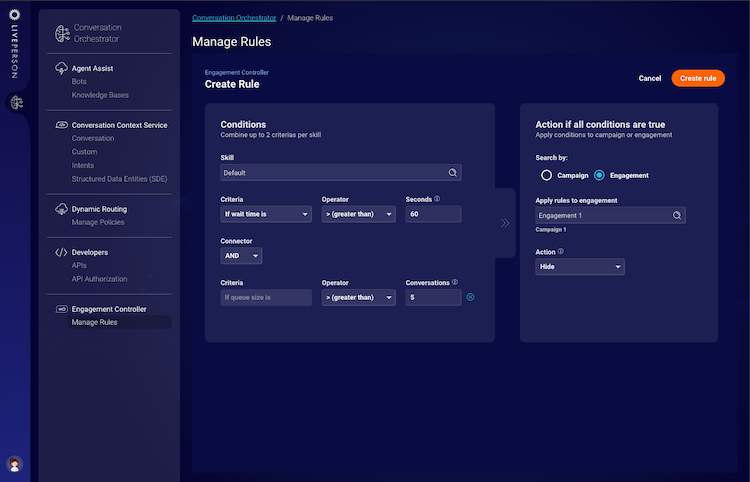 LIVEPERSON
Conversation
Orchestrator
Agent Assist
Bots
Knowledge Bases
Conversation Context Service
Conversation
Custom
Intents
Structured Data Entities (SDE)
Dynamic Routing
Manage Policies
Developers
APIs
API Authorization
Engagement Controller
Manage Rules
Conversation Orchestrator / Manage Rules
Manage Rules
Engagement Controller
Create Rule
Cancel
Create rule
Conditions
Combine up to 2 criterias per skill
Skill
Default
Criteria Operator Seconds
If wait time is > (greater than) 60
Connector
AND
Criteria Operator Conversations
If queue size is > (greater than) 5
Action if all conditions are true
Apply conditions to campaign or engagement
Search by:
Campaign Engagement
Apply rules to engagement
Engagement 1
Campaign 1
Action
Hide